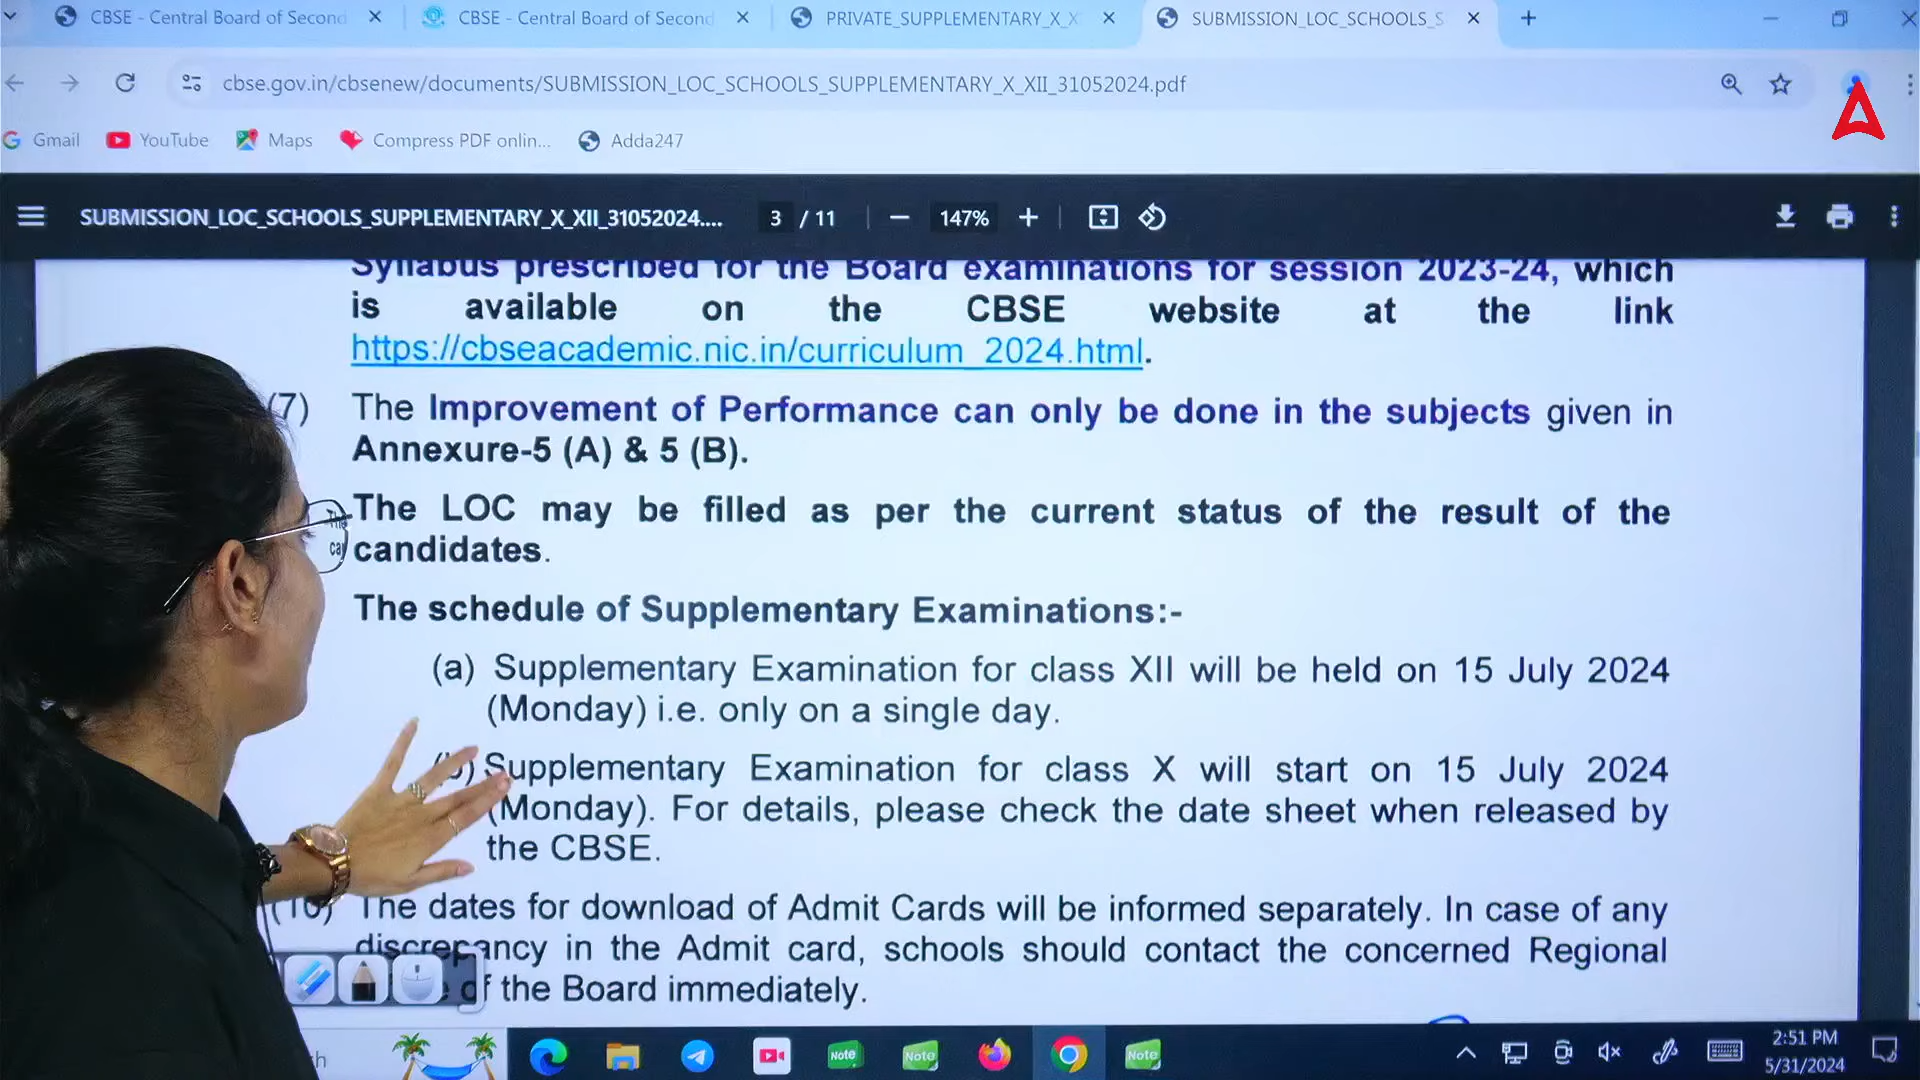 CBSE - Central Board of Second
CBSE - Central Board of Second
PRIVATE_SUPPLEMENTARY_X_X
SUBMISSION_LOC_SCHOOLS_S
cbse.gov.in/cbsenew/documents/SUBMISSION_LOC_SCHOOLS_SUPPLEMENTARY_X_XII_31052024.pdf
Gmail
YouTube
Maps
Compress PDF onlin...
Adda247
SUBMISSION_LOC_SCHOOLS_SUPPLEMENTARY_X_XII_31052024....
3 / 11
147%
Syllabus prescribed for the Board examinations for session 2023-24, which
is available on the CBSE website at the link
https://cbseacademic.nic.in/curriculum_2024.html.
(7) The Improvement of Performance can only be done in the subjects given in
Annexure-5 (A) & 5 (B).
The LOC may be filled as per the current status of the result of the
candidates.
The schedule of Supplementary Examinations:-
(a) Supplementary Examination for class XII will be held on 15 July 2024
(Monday) i.e. only on a single day.
(b) Supplementary Examination for class X will start on 15 July 2024
(Monday). For details, please check the date sheet when released by
the CBSE.
(10) The dates for download of Admit Cards will be informed separately. In case of any
discrepancy in the Admit card, schools should contact the concerned Regional
of the Board immediately.
Note
Note
Note
2:51 PM
5/31/2024